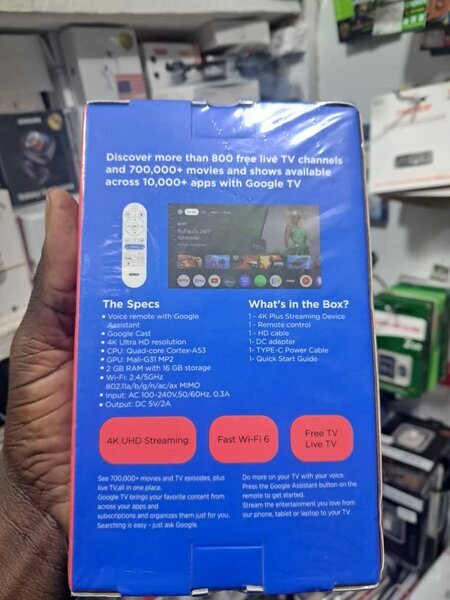 Discover more than 800 free live TV channels
and 700,000+ movies and shows available
across 10,000+ apps with Google TV
RuPaul's 24/7
The Specs
• Voice remote with Google
Assistant
• Google Cast
• 4K Ultra HD resolution
• CPU: Quad-core Cortex-A53
• GPU: Mali-G31 MP2
• 2 GB RAM with 16 GB storage
• Wi-Fi: 2.4/5GHz
802.11a/b/g/n/ac/ax MIMO
• Input: AC 100-240V.50/60Hz, 0.3A
• Output: DC 5V/2A
What's in the Box?
1 - 4K Plus Streaming Device
1 - Remote control
1 - HD cable
1- DC adapter
1- TYPE-C Power Cable
1- Quick Start Guide
4K UHD Streaming
Fast Wi-Fi 6
Free TV
Live TV
See 700,000+ movies and TV episodes, plus
live TV,all in one place.
Google TV brings your favorite content from
across your apps and
subscriptions and organizes them just for you.
Searching is easy - just ask Google.
Do more on your TV with your voice.
Press the Google Assistant button on the
remote to get started.
Stream the entertainment you love from
our phone, tablet or laptop to your TV.